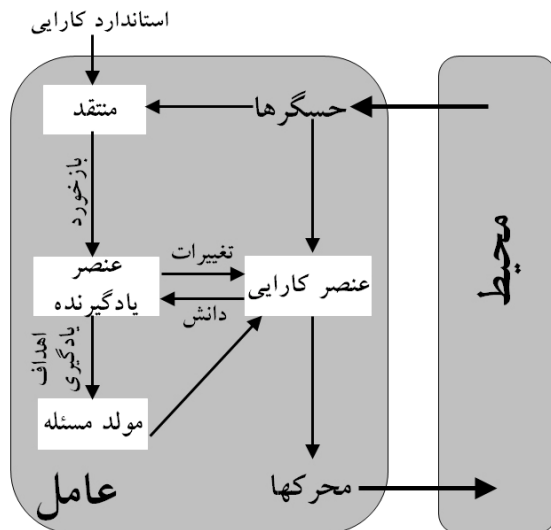 استاندارد کارایی
حسگرها
منتقد
بازخورد
تغییرات
عنصر
یادگیرنده
عنصر کارایی
دانش
اهداف
یادگیری
مولد مسئله
محرکها
عامل
محیط